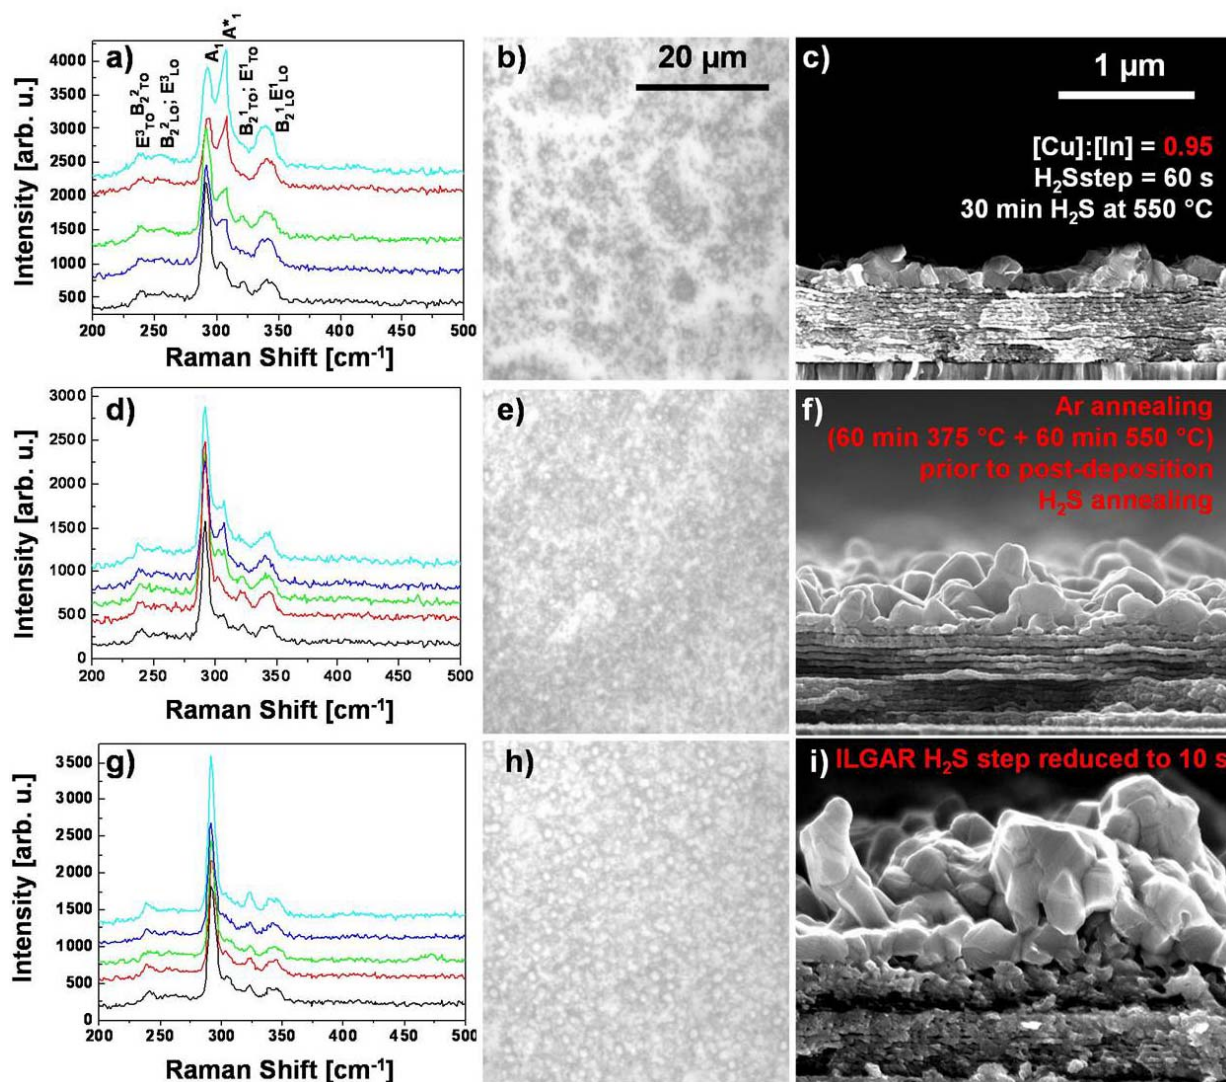 a)
A₁
A*₁
E³TO
B₂²TO
B₂²LO; E³LO
B₂¹TO; E¹TO
B₂¹LO E¹LO
4000
3500
3000
2500
2000
1500
1000
500
Intensity [arb. u.]
200 250 300 350 400 450 500
Raman Shift [cm⁻¹]
b)
20 µm
c)
1 µm
[Cu]:[In] = 0.95
H₂Sstep = 60 s
30 min H₂S at 550 °C
d)
3000
2500
2000
1500
1000
500
0
Intensity [arb. u.]
200 250 300 350 400 450 500
Raman Shift [cm⁻¹]
e)
f)
Ar annealing
(60 min 375 °C + 60 min 550 °C)
prior to post-deposition
H₂S annealing
g)
3500
3000
2500
2000
1500
1000
500
0
Intensity [arb. u.]
200 250 300 350 400 450 500
Raman Shift [cm⁻¹]
h)
i) ILGAR H₂S step reduced to 10 s